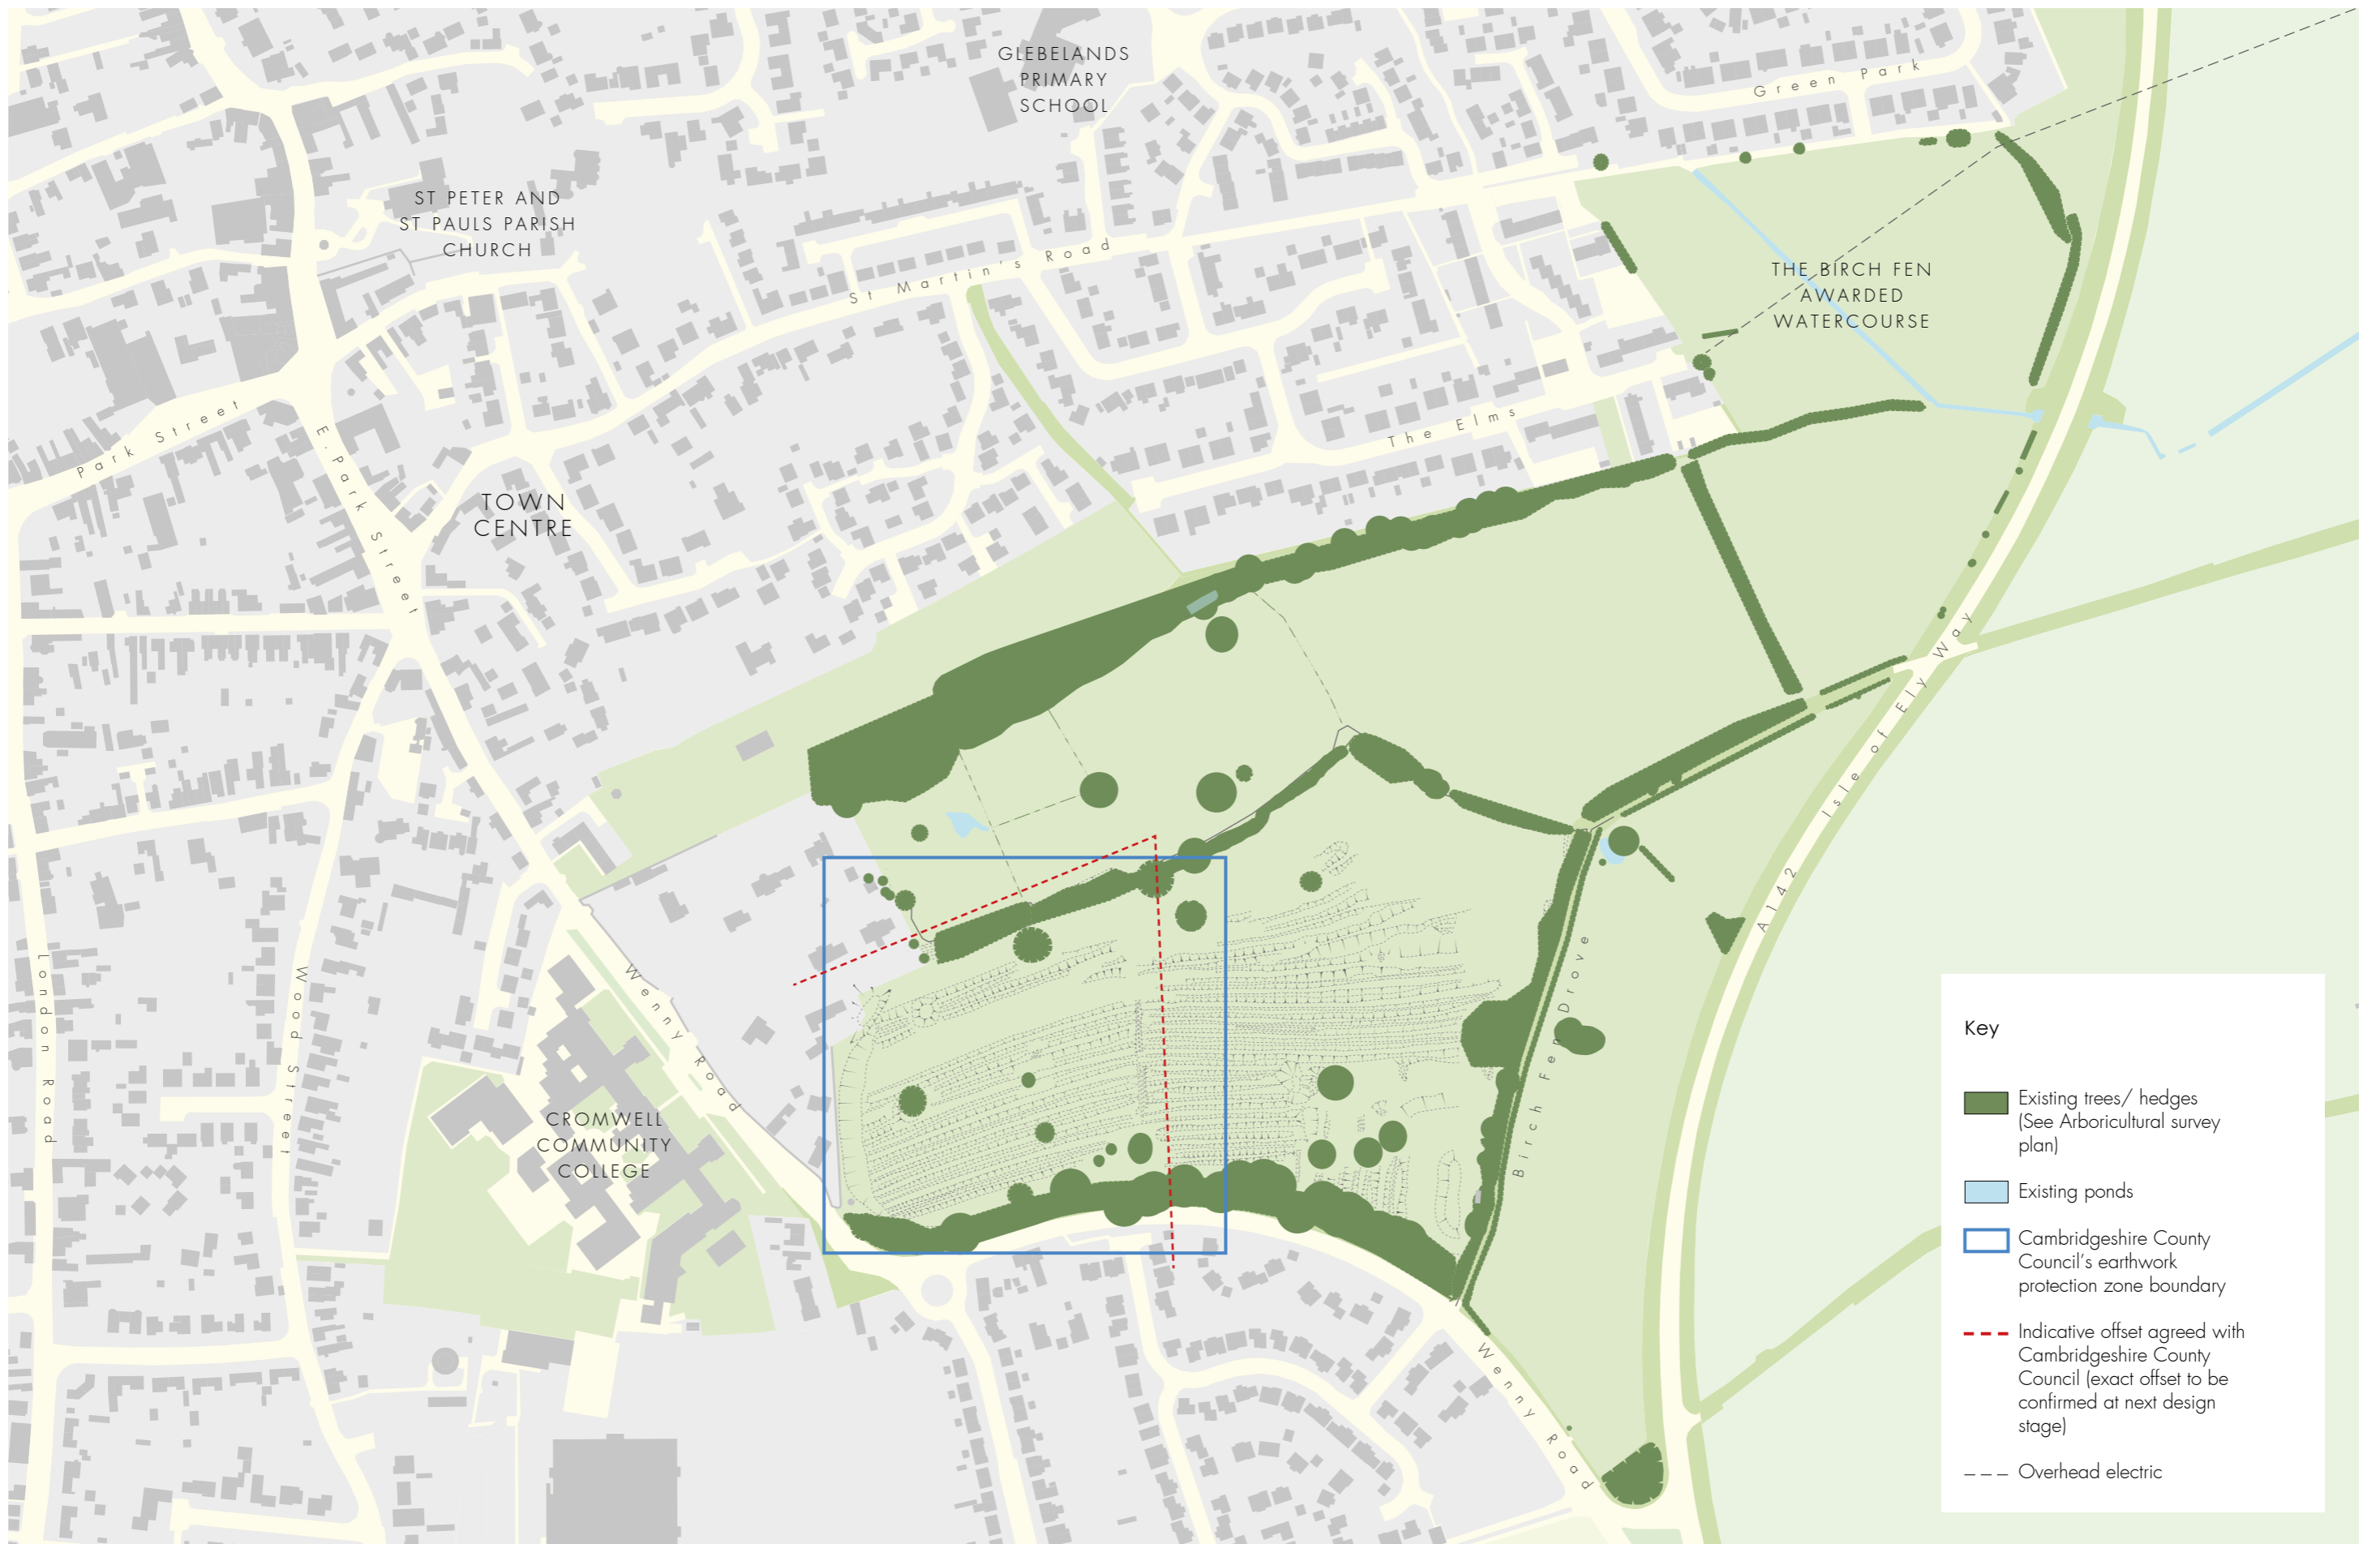 GLEBELANDS
PRIMARY
SCHOOL
Green Park
ST PETER AND
ST PAULS PARISH
CHURCH
St Martin's Road
THE BIRCH FEN
AWARDED
WATERCOURSE
Park Street
E. Park Street
The Elms
TOWN
CENTRE
A142 Isle of Ely Way
London Road
Wood Street
Wenny Road
Birch Fen Drove
CROMWELL
COMMUNITY
COLLEGE
Wenny Road
Key
Existing trees/ hedges
(See Arboricultural survey
plan)
Existing ponds
Cambridgeshire County
Council's earthwork
protection zone boundary
Indicative offset agreed with
Cambridgeshire County
Council (exact offset to be
confirmed at next design
stage)
Overhead electric